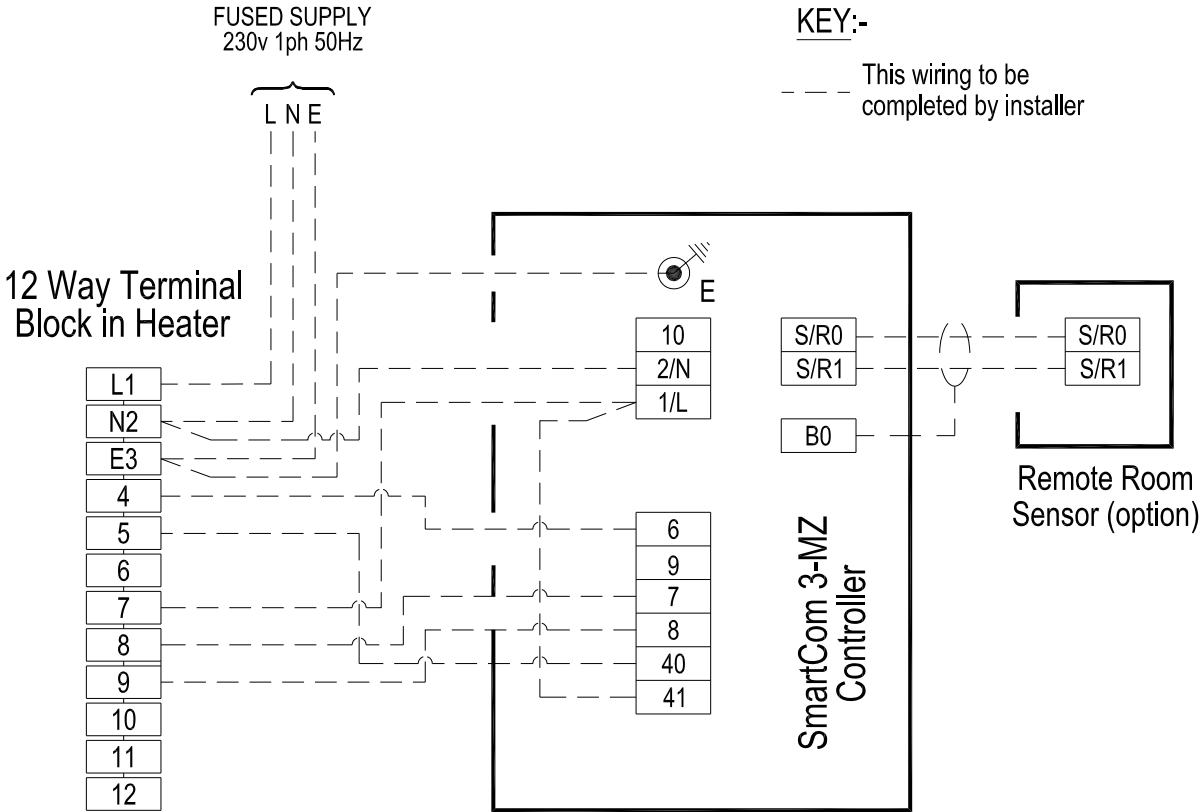 FUSED SUPPLY
230v 1ph 50Hz
L N E
KEY:-
This wiring to be
completed by installer
12 Way Terminal
Block in Heater
L1
N2
E3
4
5
6
7
8
9
10
11
12
E
10
2/N
1/L
6
9
7
8
40
41
S/R0
S/R1
B0
SmartCom 3-MZ
Controller
S/R0
S/R1
Remote Room
Sensor (option)